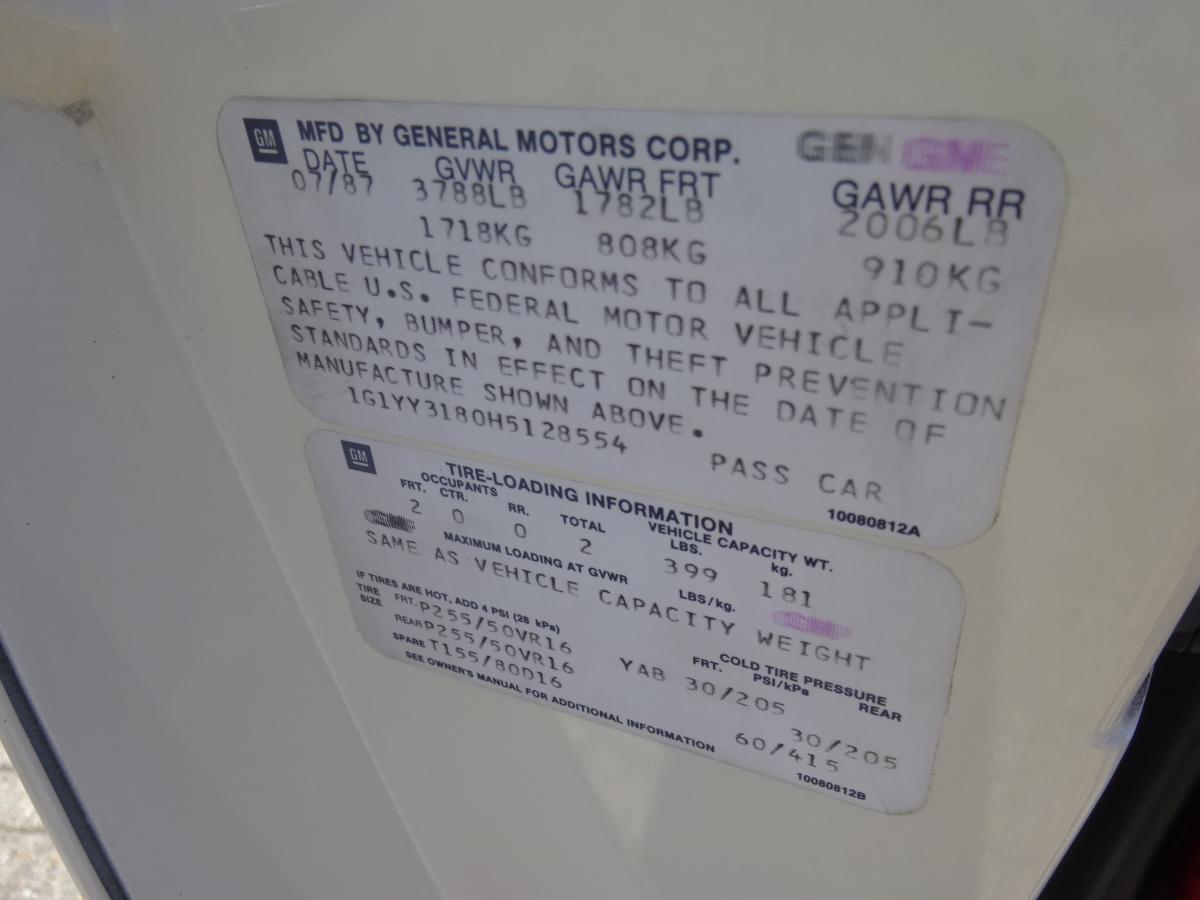 GM MFD BY GENERAL MOTORS CORP. GEN GME
DATE GVWR GAWR FRT GAWR RR
07/87 3788LB 1782LB 2006LB
1718KG 808KG 910KG
THIS VEHICLE CONFORMS TO ALL APPLI-
CABLE U.S. FEDERAL MOTOR VEHICLE
SAFETY, BUMPER, AND THEFT PREVENTION
STANDARDS IN EFFECT ON THE DATE OF
MANUFACTURE SHOWN ABOVE.
1G1YY3180H5128554 PASS CAR
10080812A
GM TIRE-LOADING INFORMATION
OCCUPANTS VEHICLE CAPACITY WT.
FRT. CTR. RR. TOTAL LBS. kg.
2 0 0 2 399 181
MAXIMUM LOADING AT GVWR LBS/kg.
SAME AS VEHICLE CAPACITY WEIGHT
IF TIRES ARE HOT, ADD 4 PSI (28 kPa)
TIRE SIZE COLD TIRE PRESSURE
FRT. PSI/kPa REAR
FRT. P255/50VR16 YAB 30/205
REAR P255/50VR16 30/205
SPARE T155/80D16 60/415
SEE OWNER'S MANUAL FOR ADDITIONAL INFORMATION
10080812B